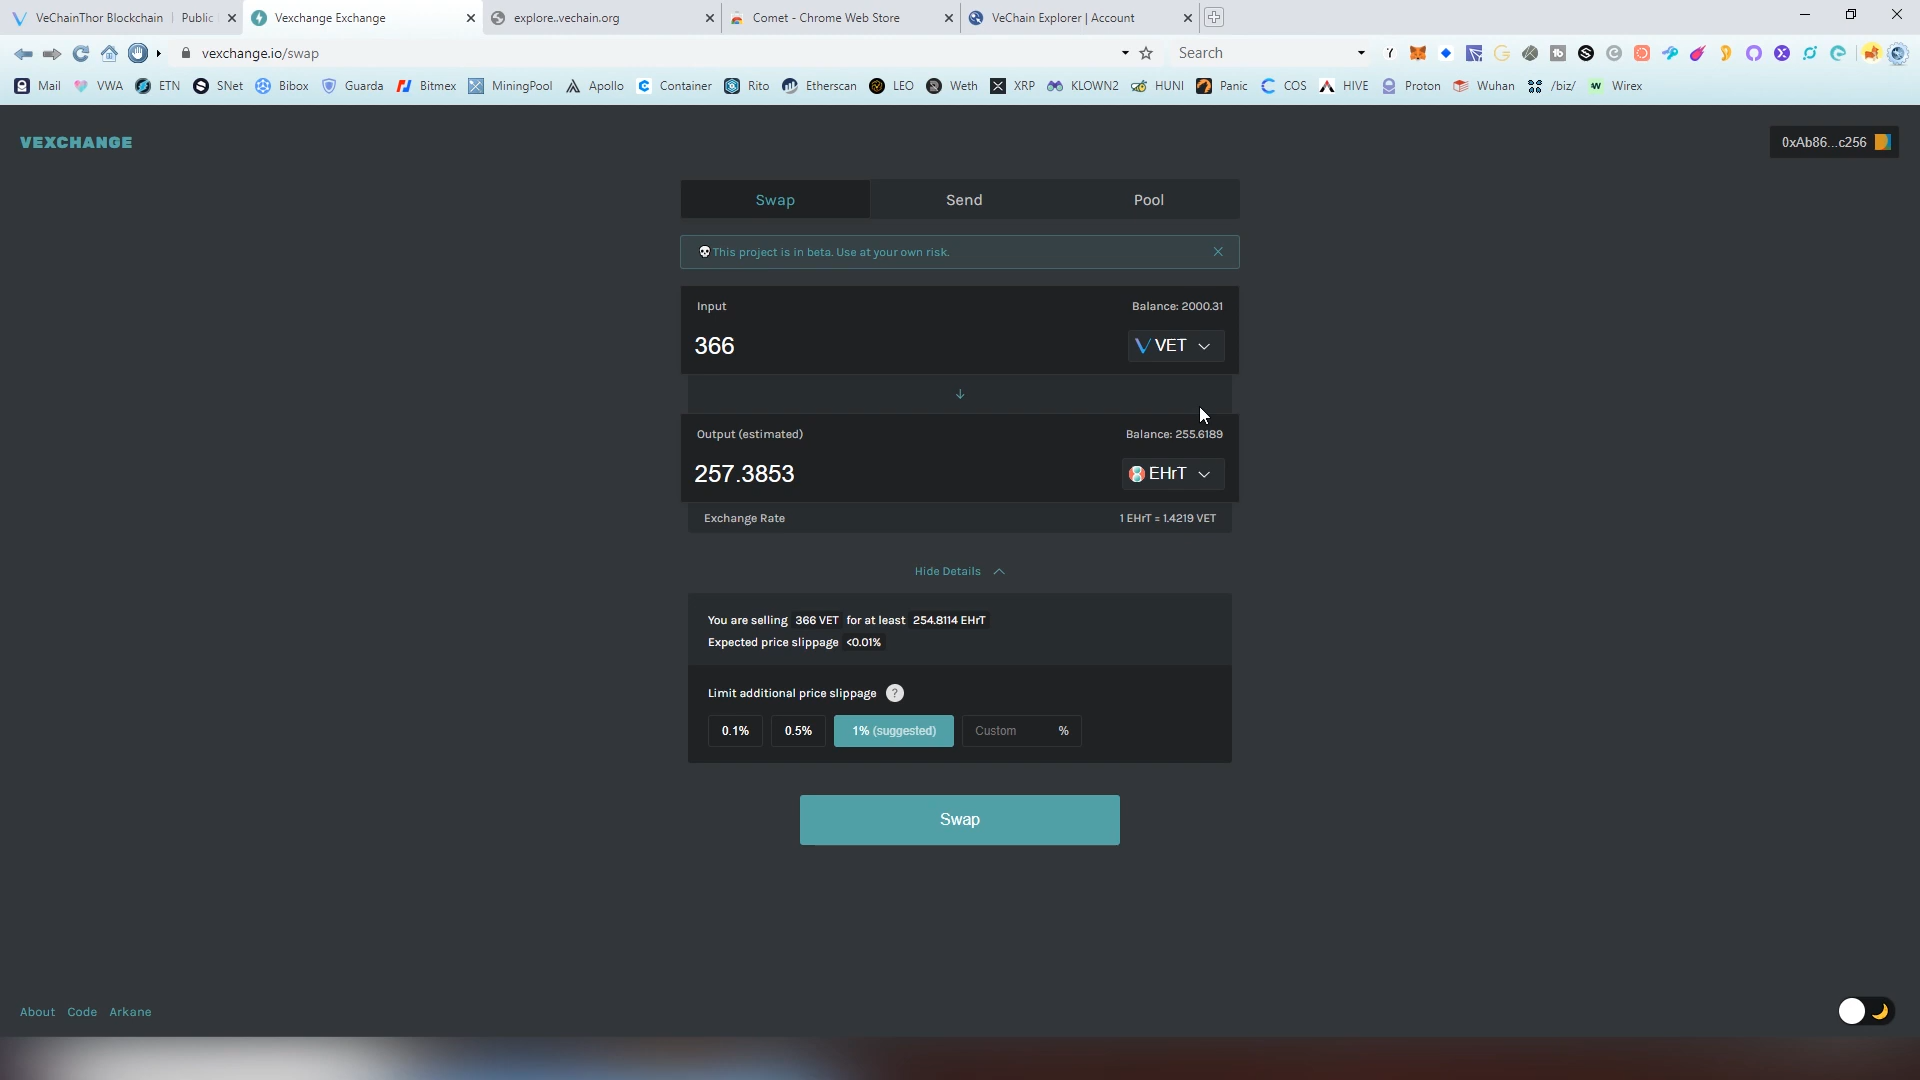 VeChainThor Blockchain | Public
Vexchange Exchange
explore..vechain.org
Comet - Chrome Web Store
VeChain Explorer | Account
vexchange.io/swap
Search
Mail
VWA
ETN
SNet
Bibox
Guarda
Bitmex
MiningPool
Apollo
Container
Rito
Etherscan
LEO
Weth
XRP
KLOWN2
HUNI
Panic
COS
HIVE
Proton
Wuhan
/biz/
Wirex
VEXCHANGE
0xAb86...c256
Swap
Send
Pool
💀This project is in beta. Use at your own risk.
Input
Balance: 2000.31
366
VET
Output (estimated)
Balance: 255.6189
257.3853
EHrT
Exchange Rate
1 EHrT = 1.4219 VET
Hide Details
You are selling 366 VET for at least 254.8114 EHrT
Expected price slippage <0.01%
Limit additional price slippage ?
0.1%
0.5%
1% (suggested)
Custom %
Swap
About
Code
Arkane